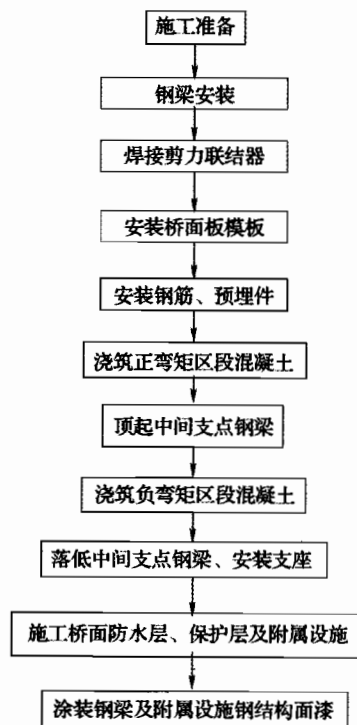 施工准备
钢梁安装
焊接剪力联结器
安装桥面板模板
安装钢筋、预埋件
浇筑正弯矩区段混凝土
顶起中间支点钢梁
浇筑负弯矩区段混凝土
落低中间支点钢梁、安装支座
施工桥面防水层、保护层及附属设施
涂装钢梁及附属设施钢结构面漆